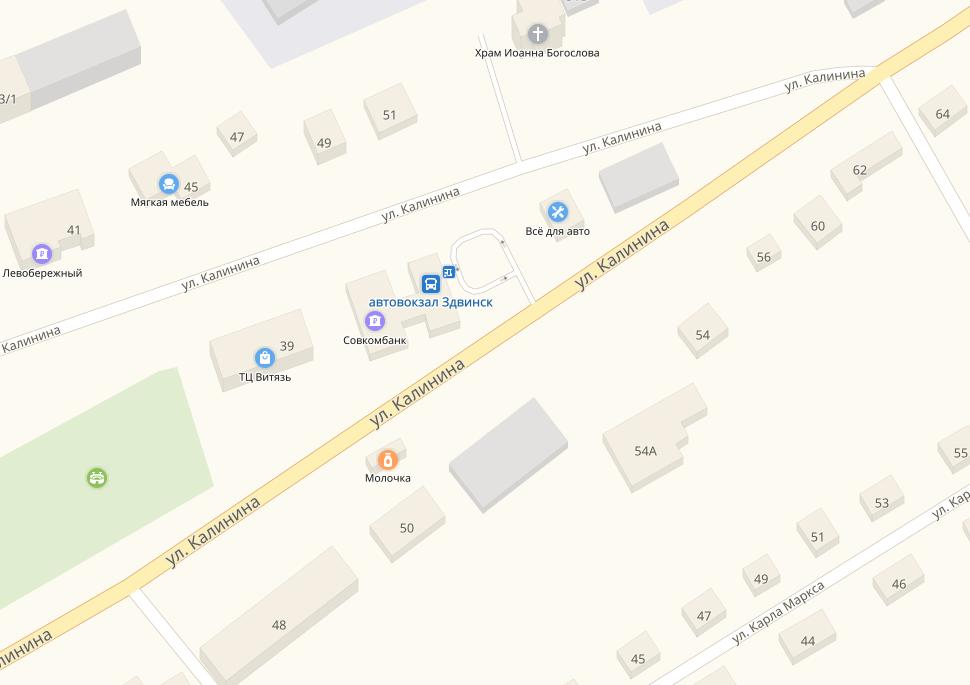 Храм Иоанна Богослова
ул. Калинина
3/1
51
64
47
49
ул. Калинина
62
45
Мягкая мебель
ул. Калинина
41
Всё для авто
60
ул. Калинина
56
Левобережный
ул. Калинина
автовокзал Здвинск
Калинина
54
Совкомбанк
39
ТЦ Витязь
ул. Калинина
54А
55
Молочка
53
ул. Кар
50
ул. Калинина
51
49
46
47
ул. Карла Маркса
48
44
линина
45